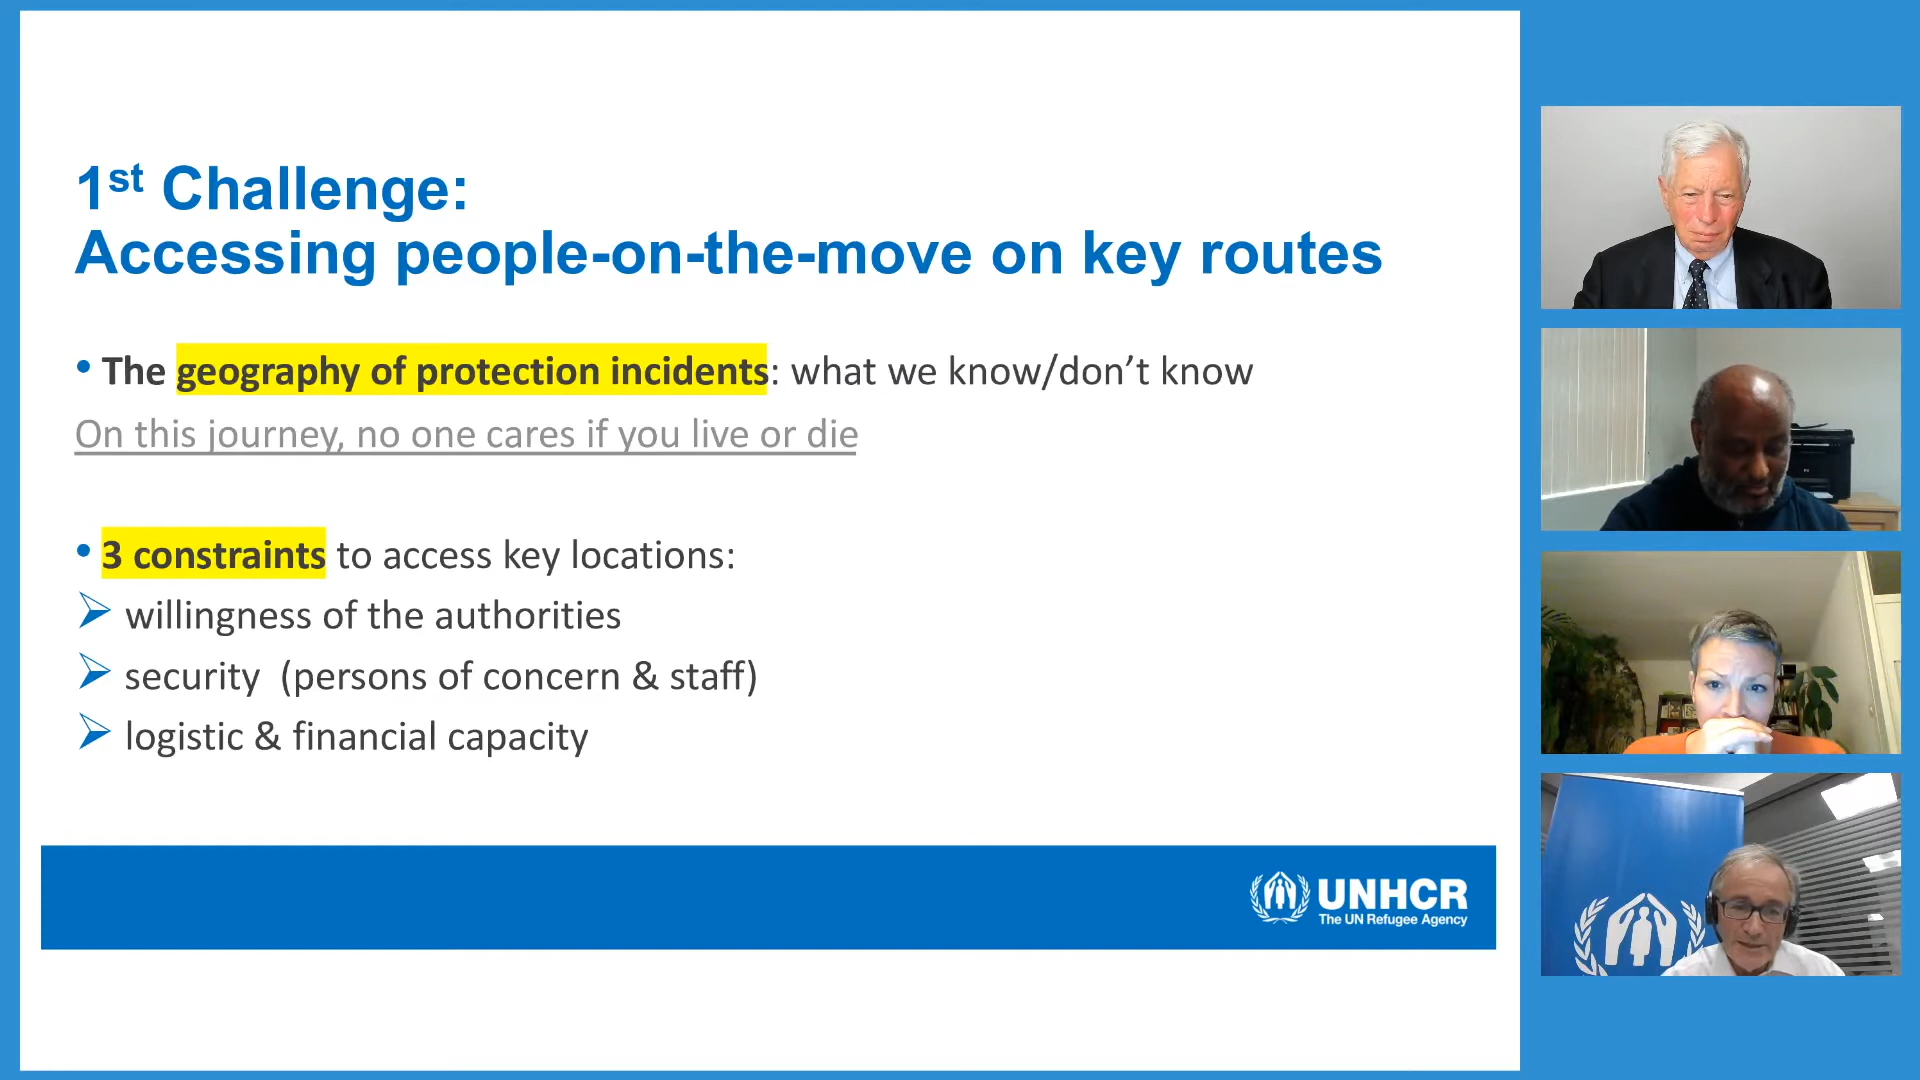 1st Challenge:
Accessing people-on-the-move on key routes
• The geography of protection incidents: what we know/don’t know
On this journey, no one cares if you live or die
• 3 constraints to access key locations:
➢ willingness of the authorities
➢ security  (persons of concern & staff)
➢ logistic & financial capacity
UNHCR
The UN Refugee Agency